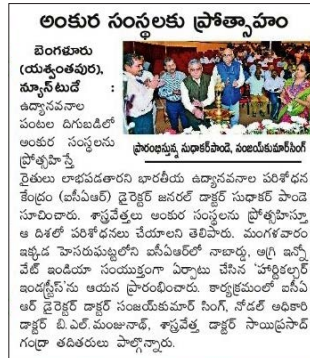 అంకుర సంస్థలకు ప్రోత్సాహం
బెంగళూరు
(యశ్వంతపుర),
న్యూస్‌టుడే :
ఉద్యానవనాల
పంటల దిగుబడిలో
అంకుర సంస్థలను
ప్రోత్సహిస్తే
ప్రారంభిస్తున్న సుధాకర్‌పాండె, సంజయ్‌కుమార్‌సింగ్
రైతులు లాభపడతారని భారతీయ ఉద్యానవనాల పరిశోధన
కేంద్రం (ఐసీఏఆర్) డైరెక్టర్ జనరల్ డాక్టర్ సుధాకర్ పాండె
సూచించారు. శాస్త్రవేత్తలు అంకుర సంస్థలను ప్రోత్సహిస్తూ
ఆ దిశలో పరిశోధనలు చేయాలని తెలిపారు. మంగళవారం
ఇక్కడ హెసరుఘట్టలోని ఐసీఏఆర్‌లో నాబార్డు, అగ్రి ఇన్నో
వేట్ ఇండియా సంయుక్తంగా ఏర్పాటు చేసిన 'హార్టికల్చర్
ఇండస్ట్రీస్'ను ఆయన ప్రారంభించారు. కార్యక్రమంలో ఐసీఏ
ఆర్ డైరెక్టర్ డాక్టర్ సంజయ్‌కుమార్ సింగ్, నోడల్ అధికారి
డాక్టర్ బి.ఎల్.మంజునాథ్, శాస్త్రవేత్త డాక్టర్ సాయిప్రసాద్
గంద్రా తదితరులు పాల్గొన్నారు.